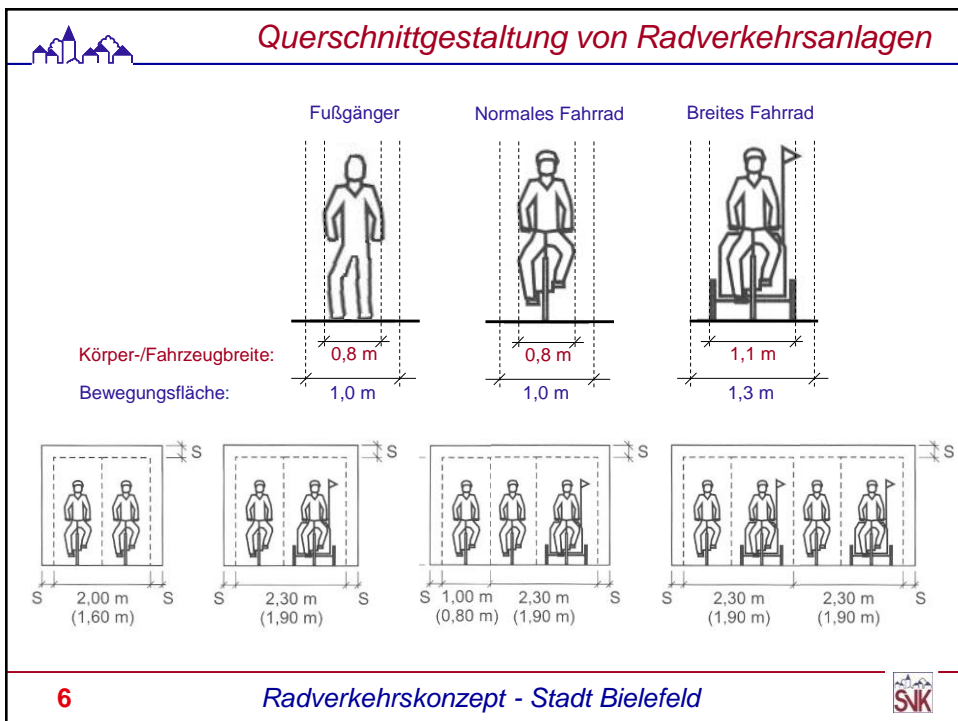 Querschnittgestaltung von Radverkehrsanlagen
Fußgänger Normales Fahrrad Breites Fahrrad
Körper-/Fahrzeugbreite: 0,8 m 0,8 m 1,1 m
Bewegungsfläche: 1,0 m 1,0 m 1,3 m
S S S S
S 2,00 m S S 2,30 m S S 1,00 m 2,30 m S S 2,30 m 2,30 m S
(1,60 m) (1,90 m) (0,80 m) (1,90 m) (1,90 m) (1,90 m)
6 Radverkehrskonzept - Stadt Bielefeld SVK